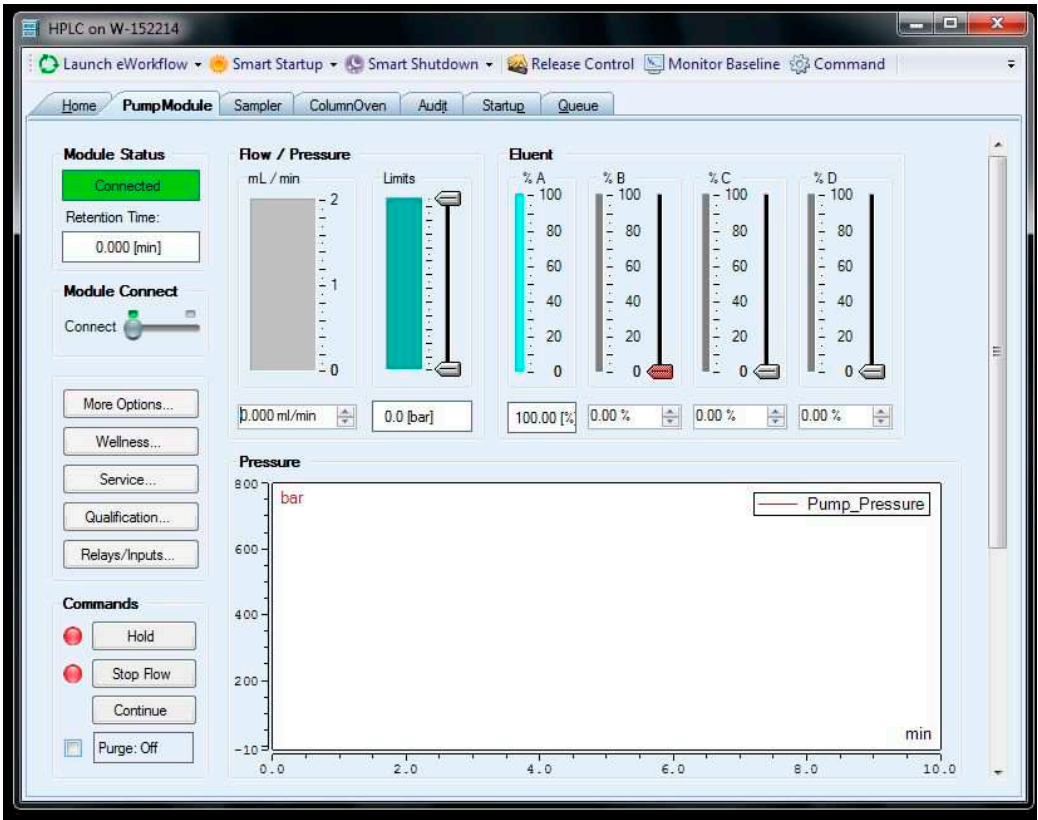 HPLC on W-152214
Launch eWorkflow Smart Startup Smart Shutdown Release Control Monitor Baseline Command
Home PumpModule Sampler ColumnOven Audit Startup Queue
Module Status
Connected
Retention Time:
0.000 [min]
Module Connect
Connect
More Options...
Wellness...
Service...
Qualification...
Relays/Inputs...
Commands
Hold
Stop Flow
Continue
Purge: Off
Flow / Pressure
mL / min
2
1
0
0.000 ml/min
Limits
0.0 [bar]
Eluent
% A
100
80
60
40
20
0
100.00 [%]
% B
100
80
60
40
20
0
0.00 %
% C
100
80
60
40
20
0
0.00 %
% D
100
80
60
40
20
0
0.00 %
Pressure
bar
Pump_Pressure
800
600
400
200
-10
min
0.0 2.0 4.0 6.0 8.0 10.0